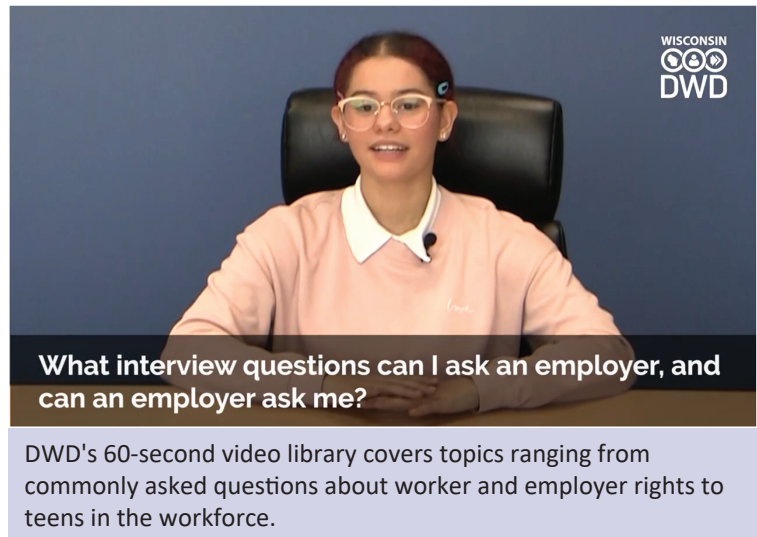 WISCONSIN
DWD
love
What interview questions can I ask an employer, and
can an employer ask me?
DWD's 60-second video library covers topics ranging from
commonly asked questions about worker and employer rights to
teens in the workforce.